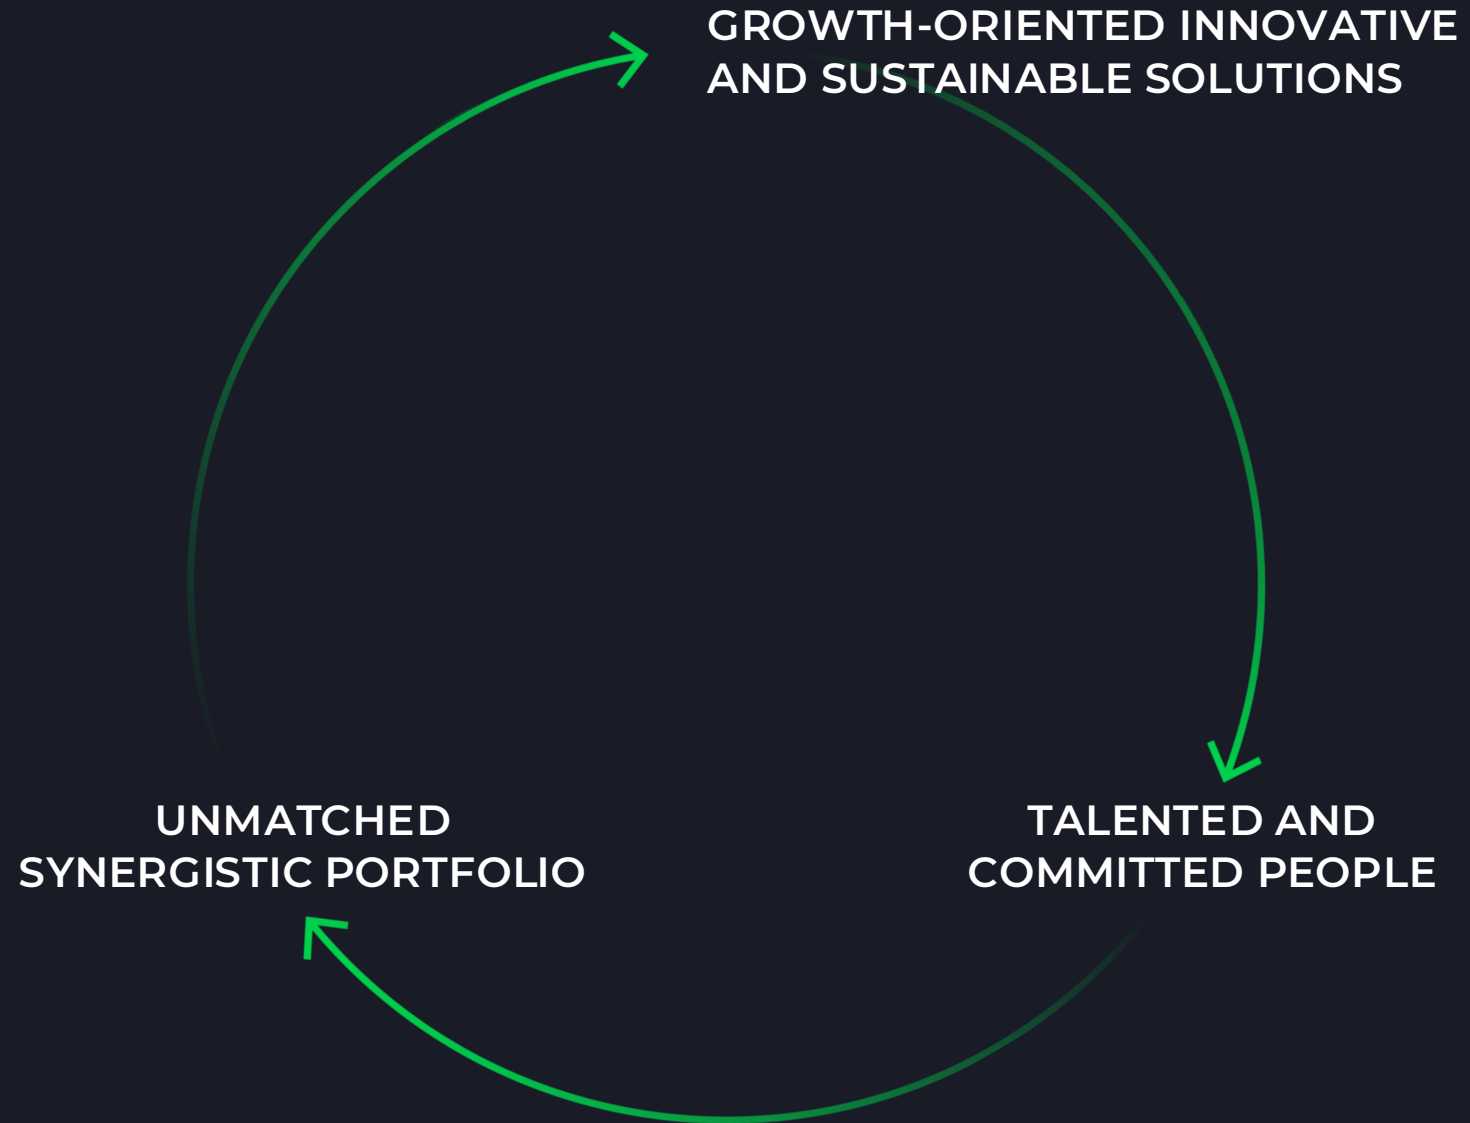 GROWTH-ORIENTED INNOVATIVE
AND SUSTAINABLE SOLUTIONS
UNMATCHED
SYNERGISTIC PORTFOLIO
TALENTED AND
COMMITTED PEOPLE